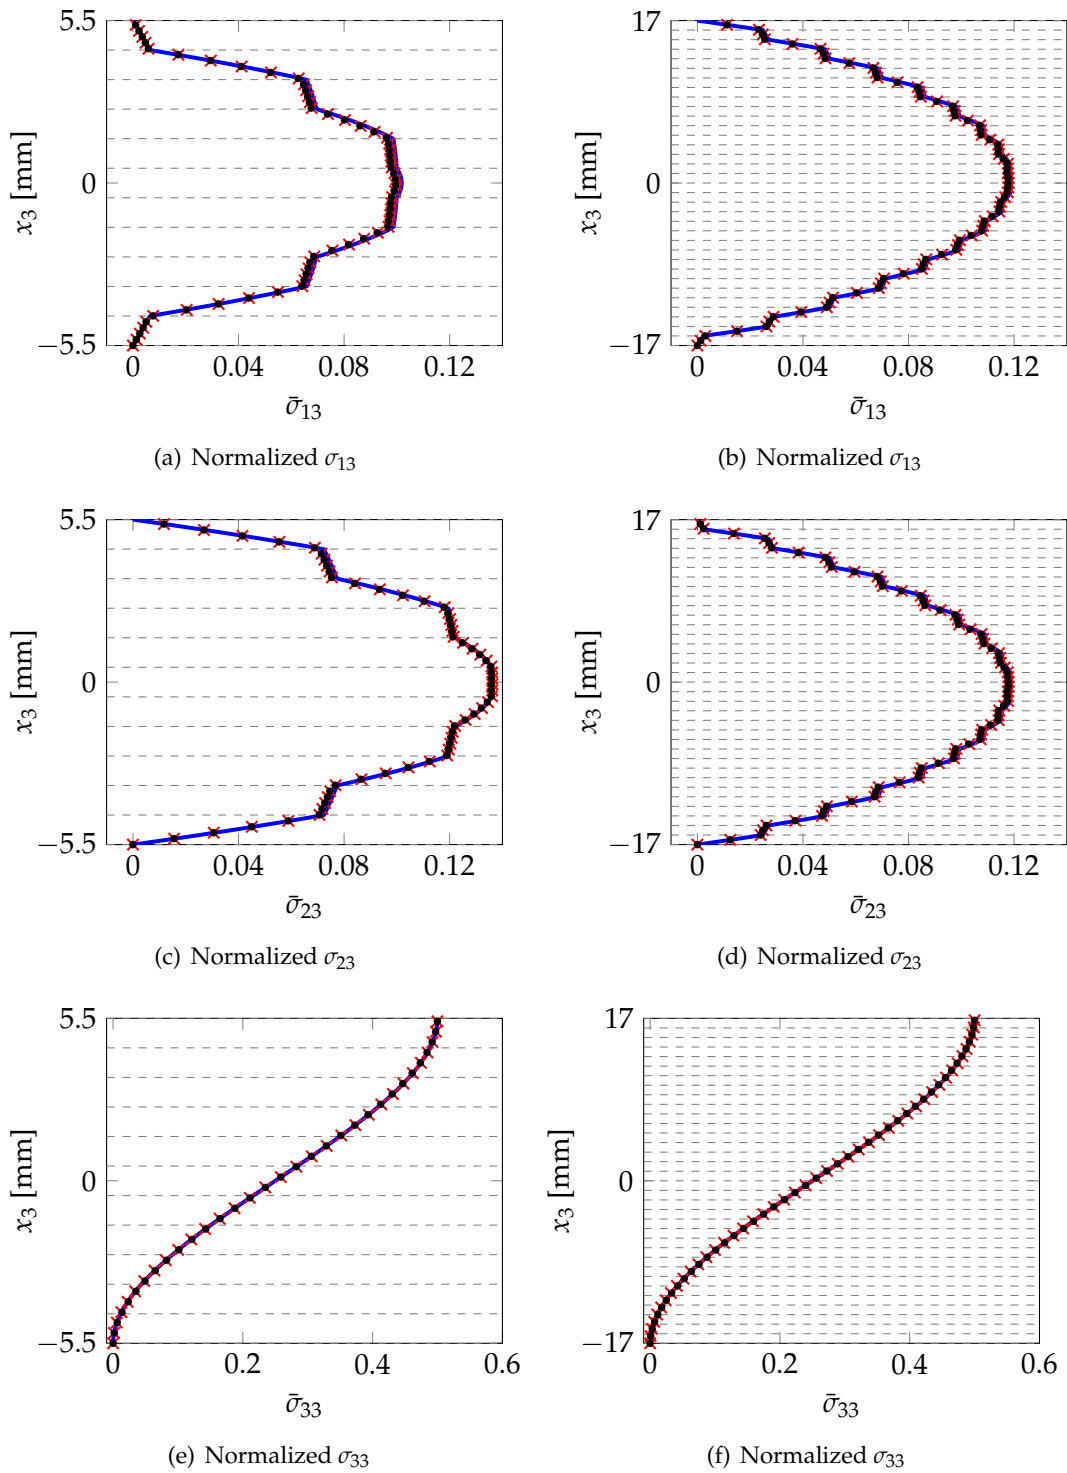 5.5
0
−5.5
x₃ [mm]
0 0.04 0.08 0.12
σ̄₁₃
(a) Normalized σ₁₃
17
0
−17
x₃ [mm]
0 0.04 0.08 0.12
σ̄₁₃
(b) Normalized σ₁₃
5.5
0
−5.5
x₃ [mm]
0 0.04 0.08 0.12
σ̄₂₃
(c) Normalized σ₂₃
17
0
−17
x₃ [mm]
0 0.04 0.08 0.12
σ̄₂₃
(d) Normalized σ₂₃
5.5
0
−5.5
x₃ [mm]
0 0.2 0.4 0.6
σ̄₃₃
(e) Normalized σ₃₃
17
0
−17
x₃ [mm]
0 0.2 0.4 0.6
σ̄₃₃
(f) Normalized σ₃₃